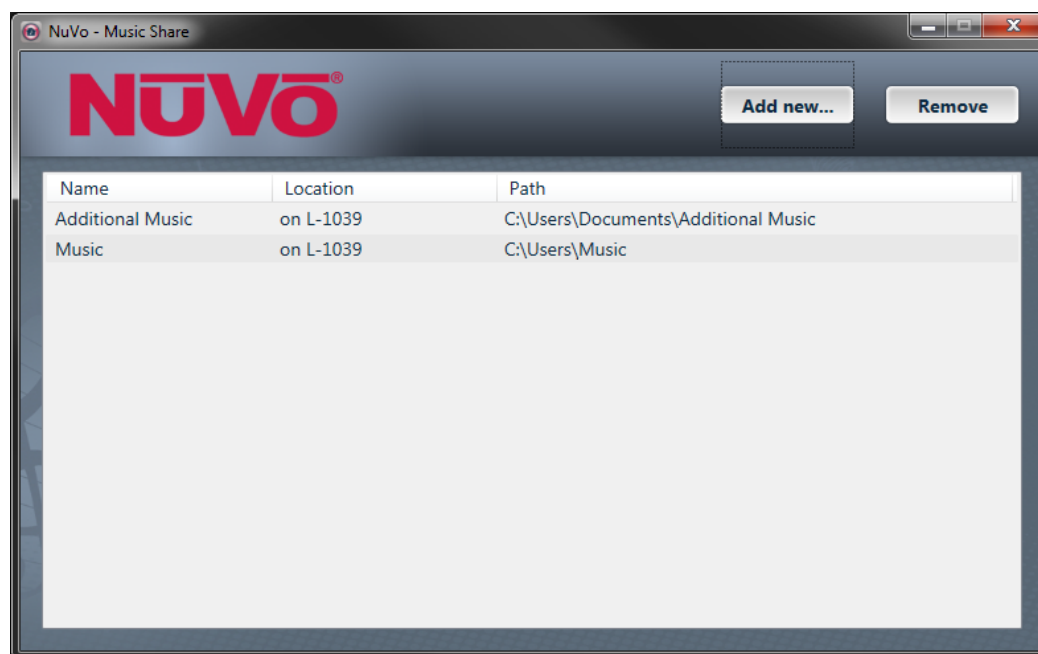 NuVo - Music Share
NŪVō®
Add new...
Remove
Name Location Path
Additional Music on L-1039 C:\Users\Documents\Additional Music
Music on L-1039 C:\Users\Music